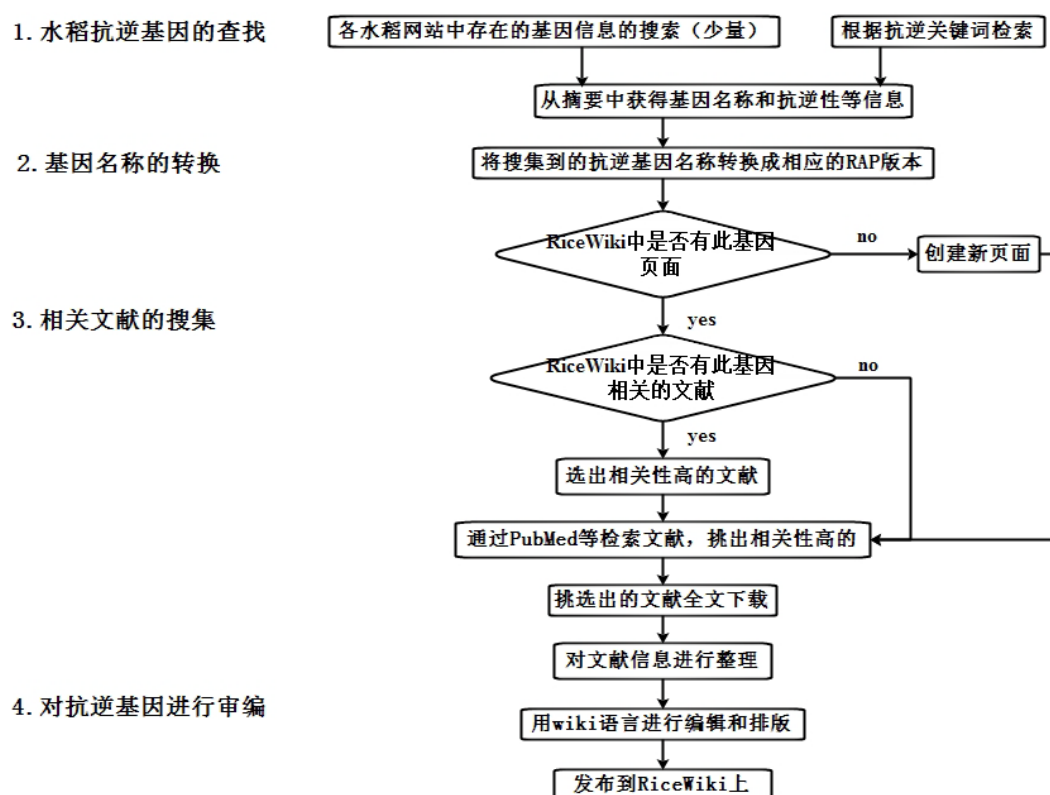 1.水稻抗逆基因的查找
各水稻网站中存在的基因信息的搜索（少量）
根据抗逆关键词检索
从摘要中获得基因名称和抗逆性等信息
2.基因名称的转换
将搜集到的抗逆基因名称转换成相应的RAP版本
RiceWiki中是否有此基因
页面
no
创建新页面
3.相关文献的搜集
yes
RiceWiki中是否有此基因
相关的文献
no
yes
选出相关性高的文献
通过PubMed等检索文献，挑出相关性高的
挑选出的文献全文下载
对文献信息进行整理
4.对抗逆基因进行审编
用wiki语言进行编辑和排版
发布到RiceWiki上